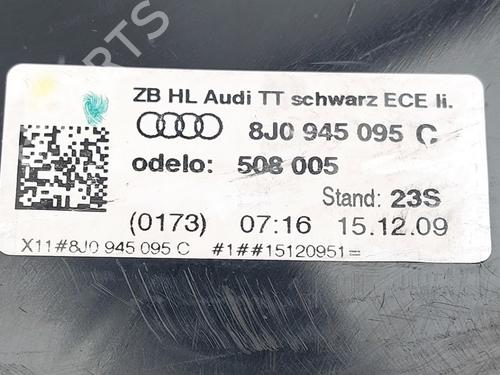 PARTS
ZB HL Audi TT schwarz ECE li.
8J0 945 095 C
odelo: 508 005
Stand: 23S
(0173) 07:16 15.12.09
X11#8J0 945 095 C #1##15120951=